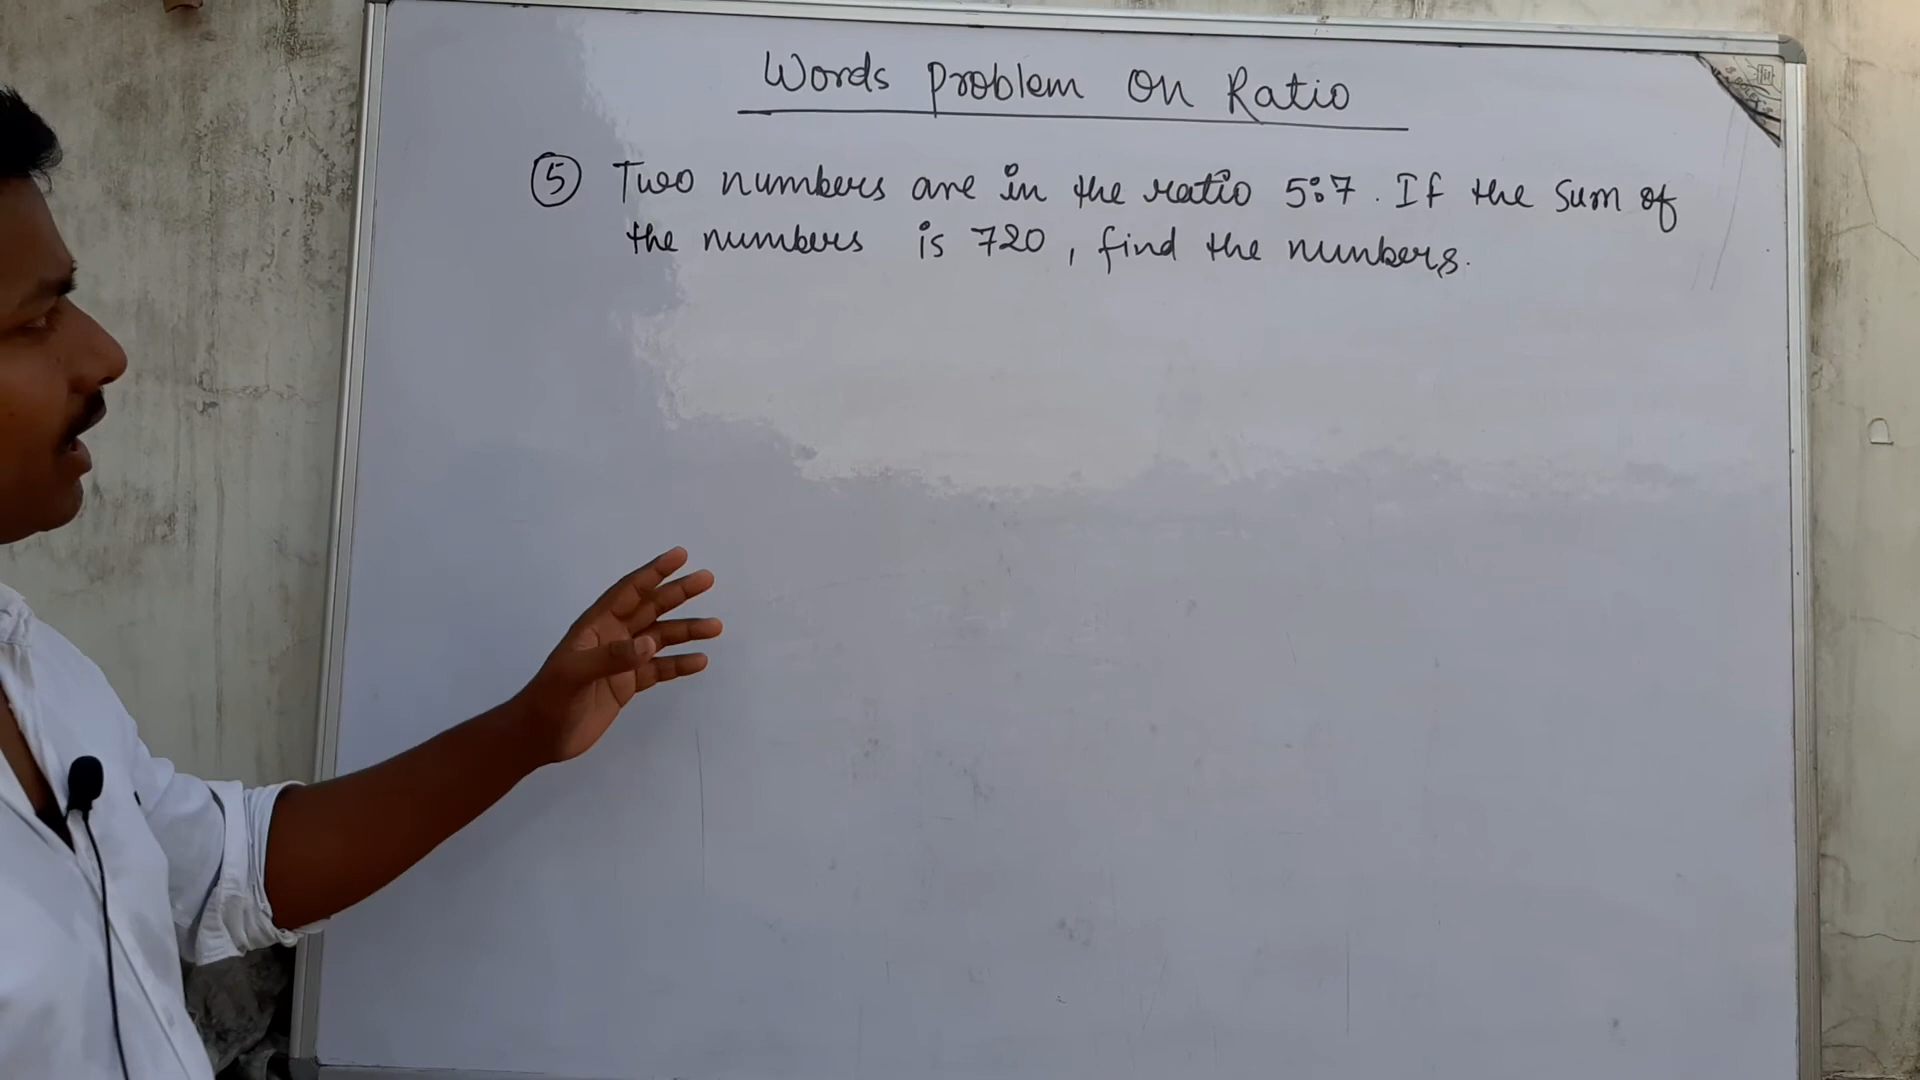 Words Problem On Ratio
⑤ Two numbers are in the ratio 5:7. If the sum of
the numbers is 720, find the numbers.